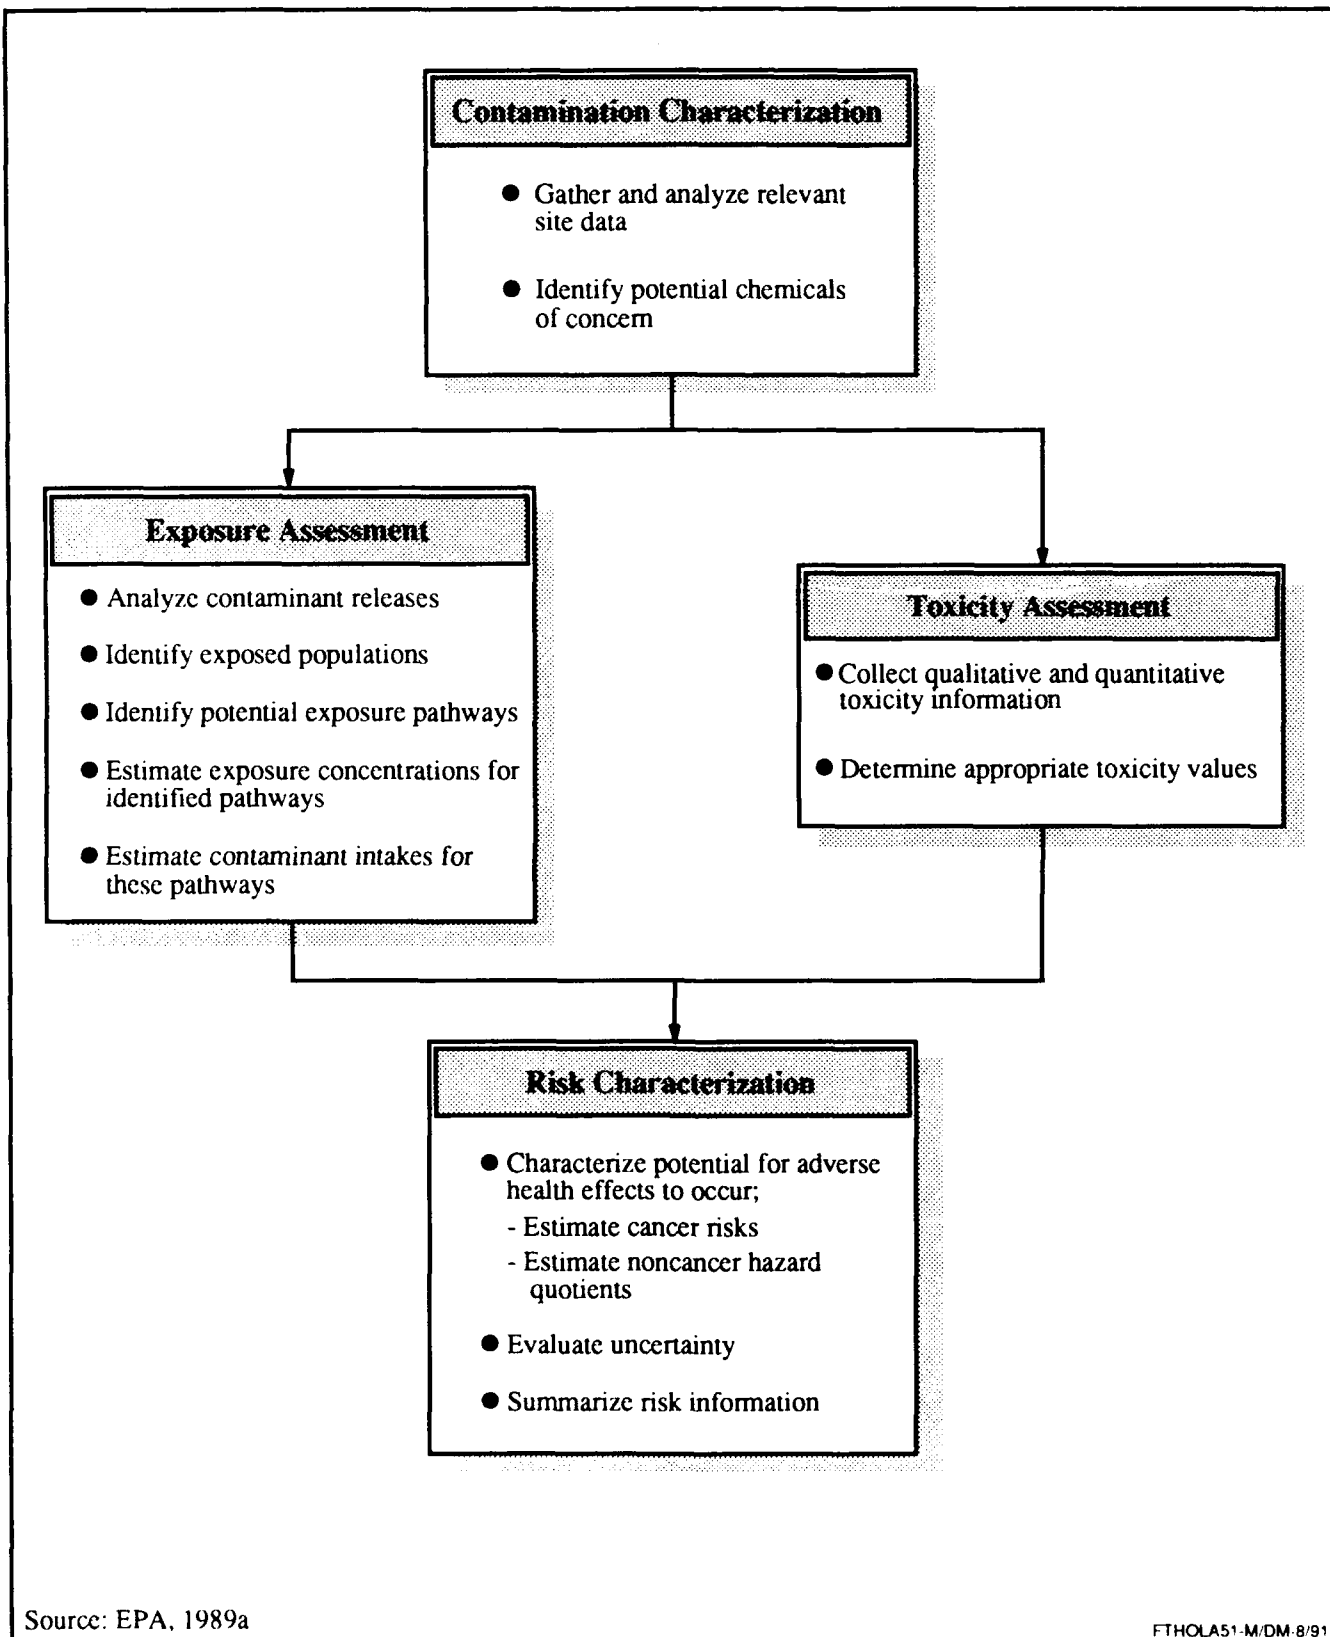 Contamination Characterization
● Gather and analyze relevant
site data
● Identify potential chemicals
of concern
Exposure Assessment
● Analyze contaminant releases
● Identify exposed populations
● Identify potential exposure pathways
● Estimate exposure concentrations for
identified pathways
● Estimate contaminant intakes for
these pathways
Toxicity Assessment
● Collect qualitative and quantitative
toxicity information
● Determine appropriate toxicity values
Risk Characterization
● Characterize potential for adverse
health effects to occur;
- Estimate cancer risks
- Estimate noncancer hazard
quotients
● Evaluate uncertainty
● Summarize risk information
Source: EPA, 1989a
FTHOLA51-M/DM-8/91